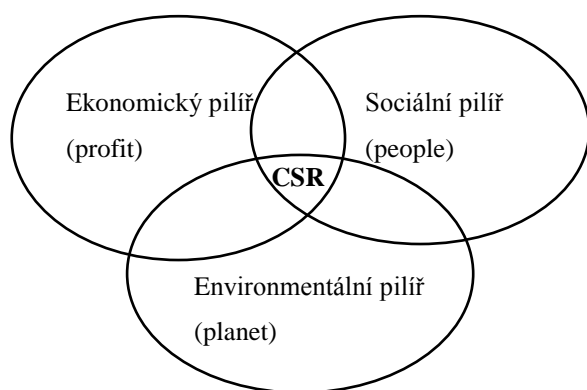 Ekonomický pilíř
(profit)
Sociální pilíř
(people)
CSR
Environmentální pilíř
(planet)